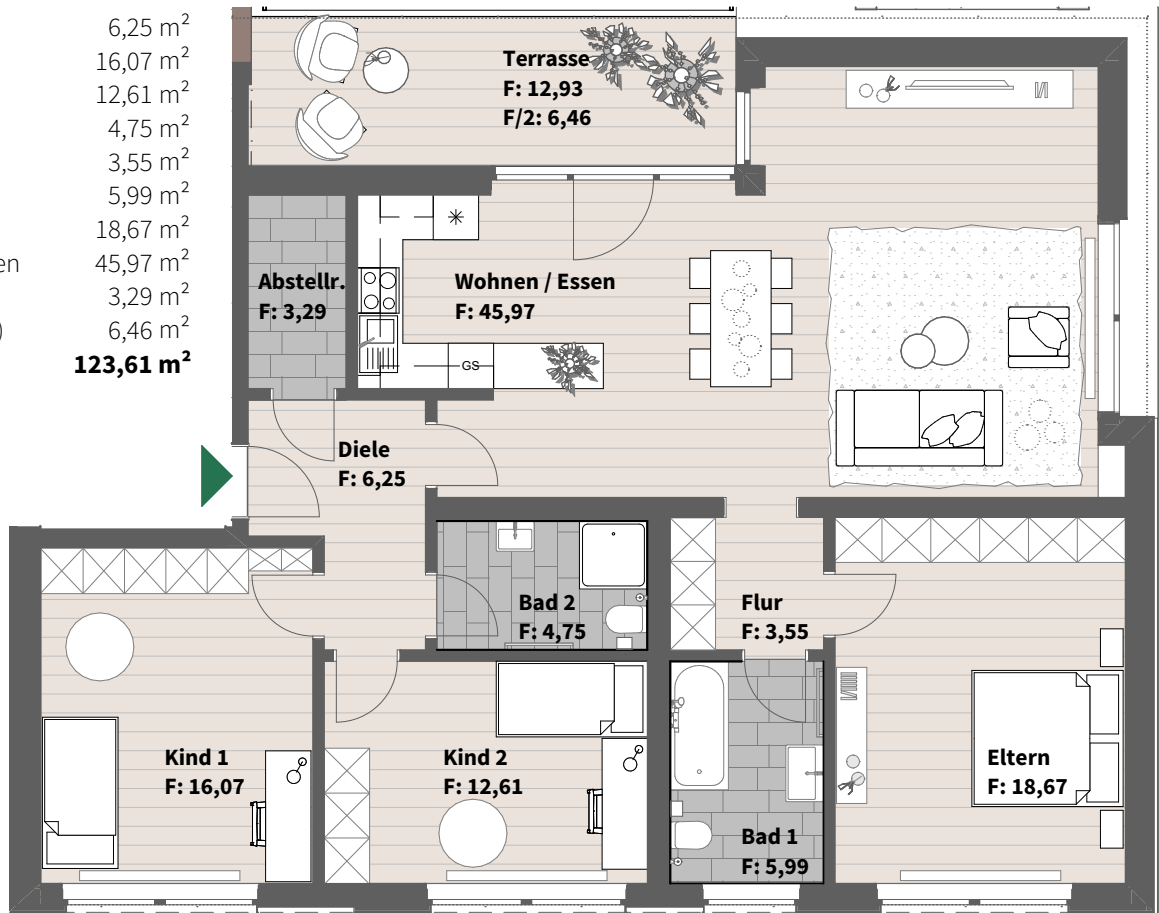 6,25 m²
16,07 m²
12,61 m²
4,75 m²
3,55 m²
5,99 m²
18,67 m²
en 45,97 m²
3,29 m²
) 6,46 m²
123,61 m²
Terrasse
F: 12,93
F/2: 6,46
Abstellr.
F: 3,29
Wohnen / Essen
F: 45,97
GS
Diele
F: 6,25
Bad 2
F: 4,75
Flur
F: 3,55
Kind 1
F: 16,07
Kind 2
F: 12,61
Bad 1
F: 5,99
Eltern
F: 18,67